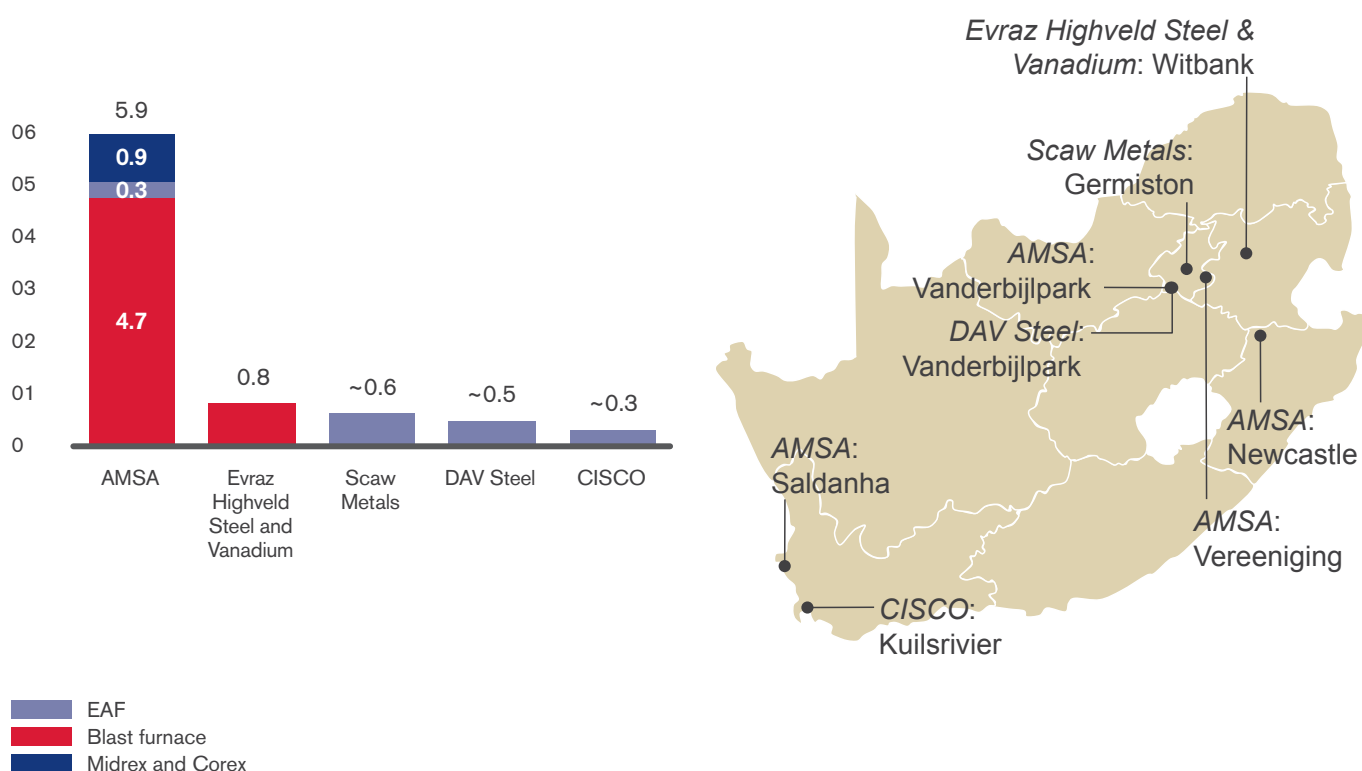 5.9
06
05
04
03
02
01
0
0.9
0.3
4.7
0.8
~0.6
~0.5
~0.3
AMSA
Evraz
Highveld
Steel and
Vanadium
Scaw
Metals
DAV Steel
CISCO
EAF
Blast furnace
Midrex and Corex
Evraz Highveld Steel &
Vanadium: Witbank
Scaw Metals:
Germiston
AMSA:
Vanderbijlpark
DAV Steel:
Vanderbijlpark
AMSA:
Newcastle
AMSA:
Saldanha
AMSA:
Vereeniging
CISCO:
Kuilsrivier